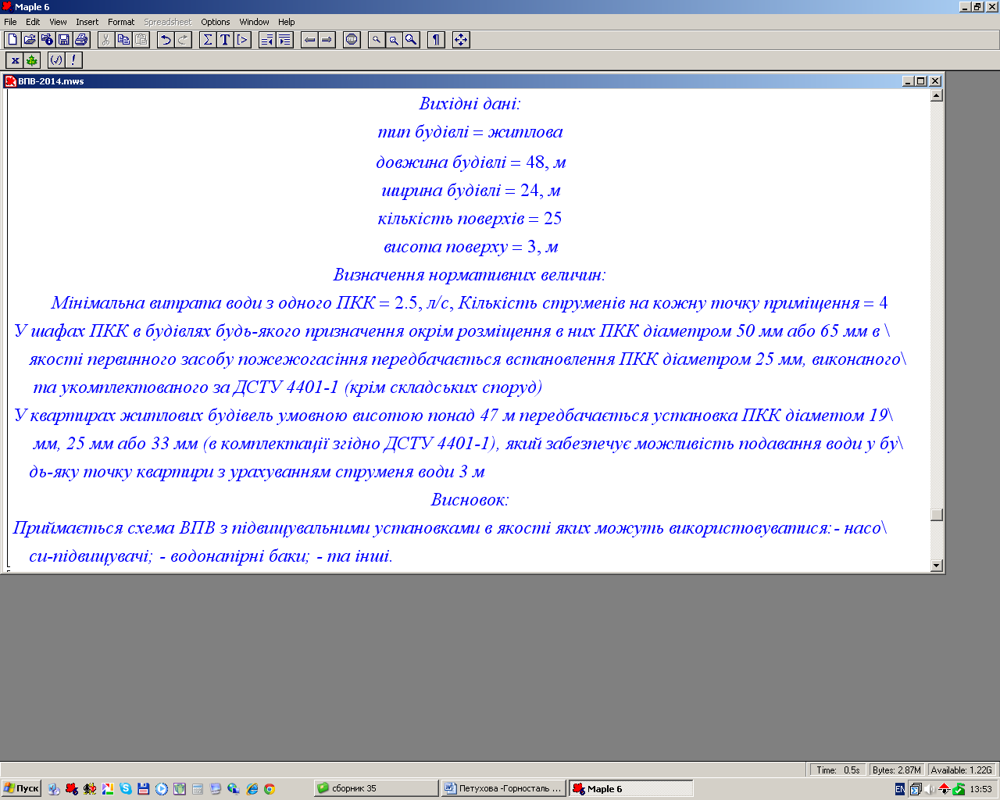 Maple 6
File Edit View Insert Format Spreadsheet Options Window Help
STOP
ВПВ-2014.mws
Вихідні дані:
тип будівлі = житлова
довжина будівлі = 48, м
ширина будівлі = 24, м
кількість поверхів = 25
висота поверху = 3, м
Визначення нормативних величин:
Мінімальна витрата води з одного ПКК = 2.5, л/с, Кількість струменів на кожну точку приміщення = 4
У шафах ПКК в будівлях будь-якого призначення окрім розміщення в них ПКК діаметром 50 мм або 65 мм в \
якості первинного засобу пожежогасіння передбачається встановлення ПКК діаметром 25 мм, виконаного\
та укомплектованого за ДСТУ 4401-1 (крім складських споруд)
У квартирах житлових будівель умовною висотою понад 47 м передбачається установка ПКК діаметом 19\
мм, 25 мм або 33 мм (в комплектації згідно ДСТУ 4401-1), який забезпечує можливість подавання води у бу\
дь-яку точку квартири з урахуванням струменя води 3 м
Висновок:
Приймається схема ВПВ з підвищувальними установками в якості яких можуть використовуватися:- насо\
си-підвищувачі; - водонапірні баки; - та інші.
Time: 0.5s Bytes: 2.87M Available: 1.22G
Пуск сборник 35 Петухова -Горносталь ... Maple 6 EN 13:53